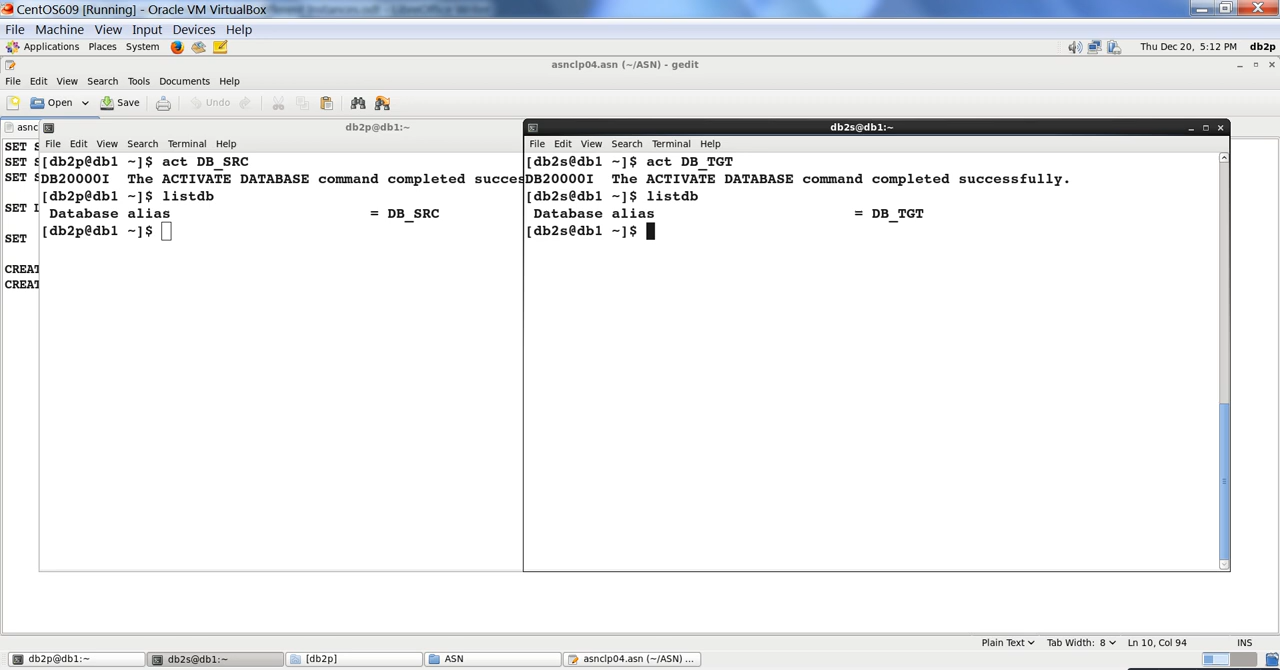 CentOS609 [Running] - Oracle VM VirtualBox
File Machine View Input Devices Help
Applications Places System
Thu Dec 20, 5:12 PM db2p
asnclp04.asn (~/ASN) - gedit
File Edit View Search Tools Documents Help
Open Save Undo
asnc
SET S
SET S
SET S
SET
SET
CREAT
CREAT
db2p@db1:~
File Edit View Search Terminal Help
[db2p@db1 ~]$ act DB_SRC
DB20000I The ACTIVATE DATABASE command completed succes
[db2p@db1 ~]$ listdb
Database alias = DB_SRC
[db2p@db1 ~]$
db2s@db1:~
File Edit View Search Terminal Help
[db2s@db1 ~]$ act DB_TGT
DB20000I The ACTIVATE DATABASE command completed successfully.
[db2s@db1 ~]$ listdb
Database alias = DB_TGT
[db2s@db1 ~]$
Plain Text Tab Width: 8 Ln 10, Col 94 INS
db2p@db1:~ db2s@db1:~ [db2p] ASN asnclp04.asn (~/ASN) ...